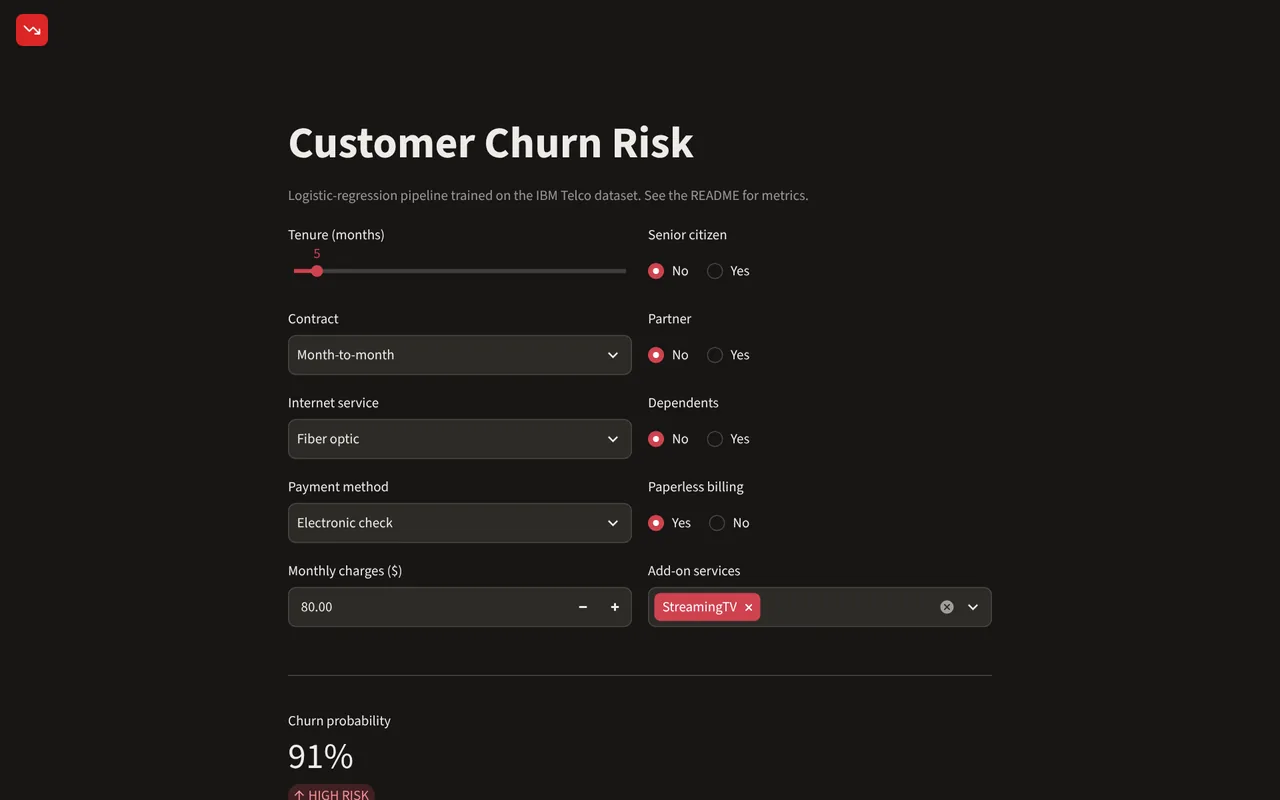 Customer Churn Risk
Logistic-regression pipeline trained on the IBM Telco dataset. See the README for metrics.
Tenure (months)
5
Senior citizen
No Yes
Contract
Month-to-month
Partner
No Yes
Internet service
Fiber optic
Dependents
No Yes
Payment method
Electronic check
Paperless billing
Yes No
Monthly charges ($)
80.00
Add-on services
StreamingTV
Churn probability
91%
↑ HIGH RISK